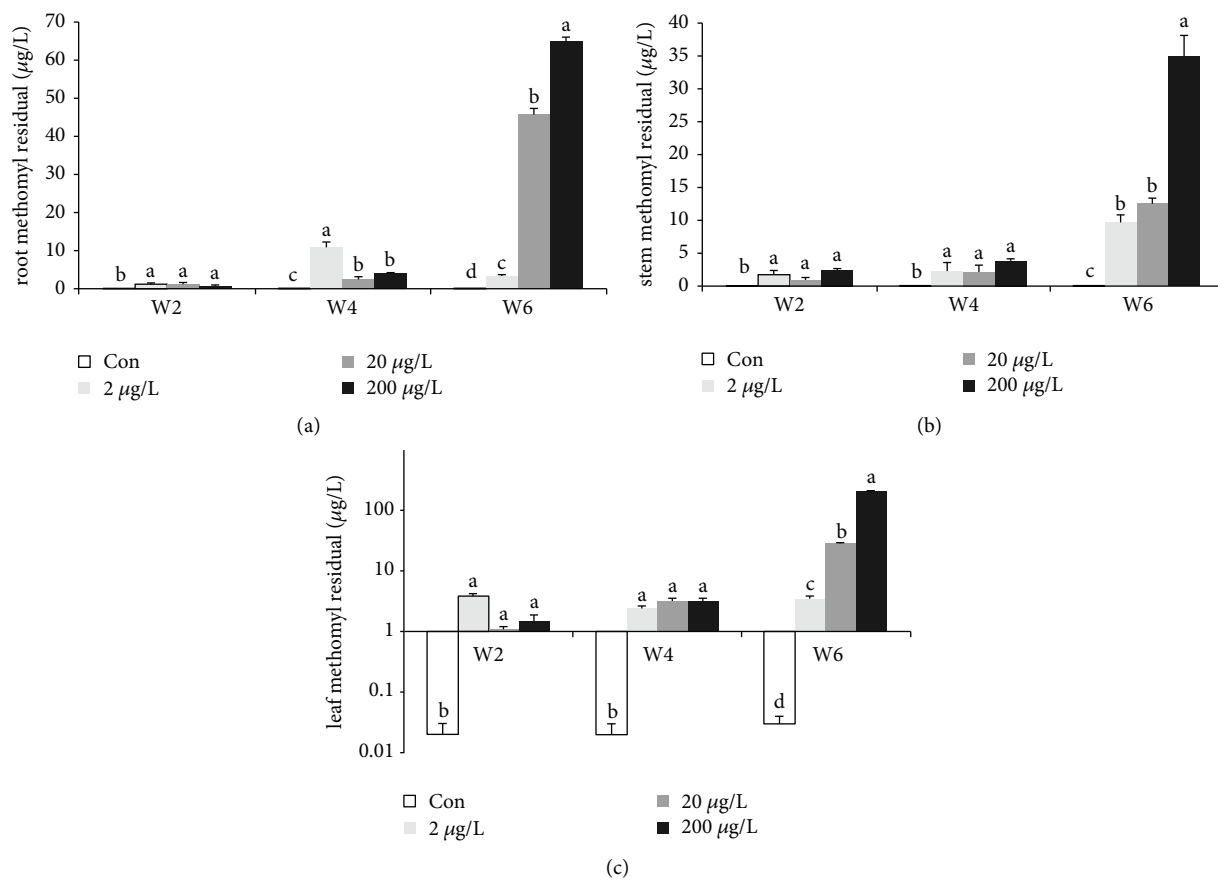 root methomyl residual (μg/L)
70
60
50
40
30
20
10
0
b a a a
c a b b
d c b a
W2 W4 W6
Con 20 μg/L
2 μg/L 200 μg/L
(a)
stem methomyl residual (μg/L)
40
35
30
25
20
15
10
5
0
b a a a
b a a a
c b b a
W2 W4 W6
Con 20 μg/L
2 μg/L 200 μg/L
(b)
leaf methomyl residual (μg/L)
100
10
1
0.1
0.01
b a a a
b a a a
d c b a
W2 W4 W6
Con 20 μg/L
2 μg/L 200 μg/L
(c)